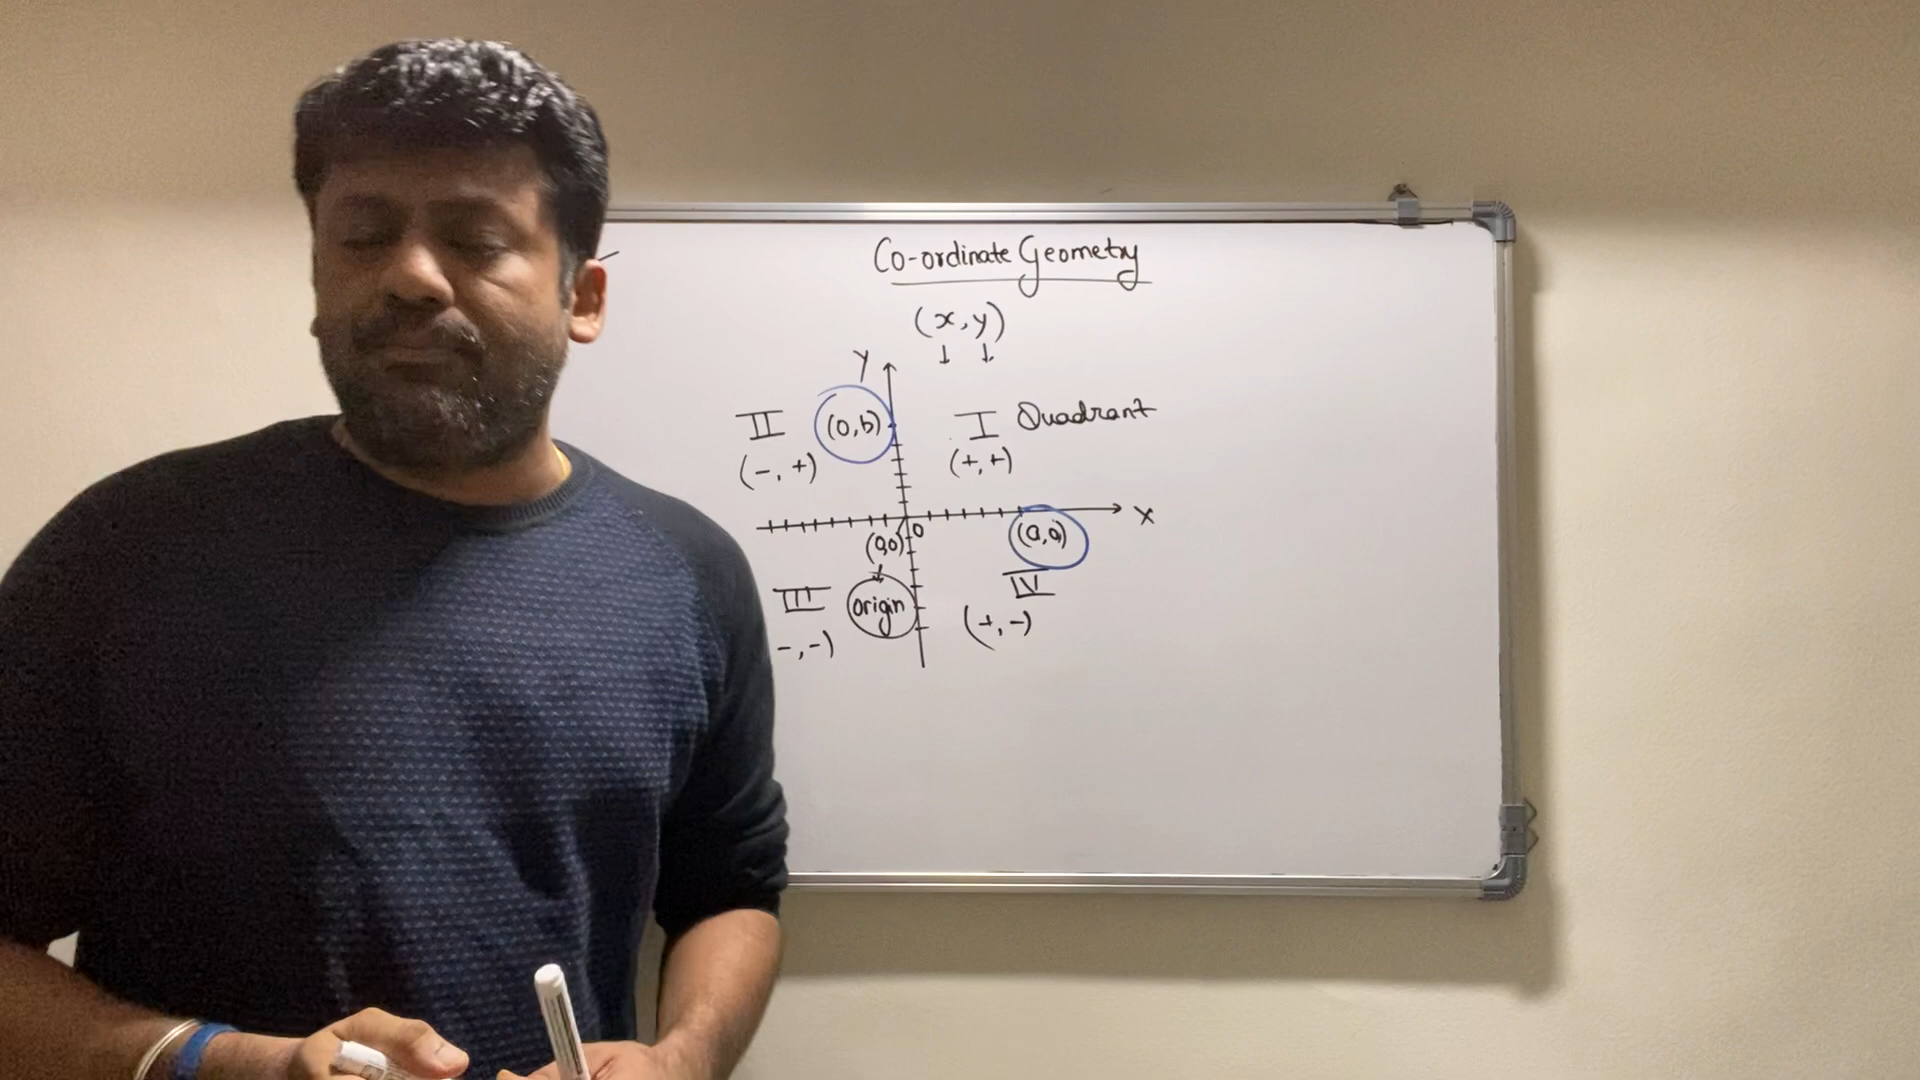 Co-ordinate Geometry
(x, y)
↓ ↓
Y
II (0,b) I Quadrant
(-, +) (+,+)
X
(0,0) 0 (a,0)
III origin IV
-,-) (+,-)